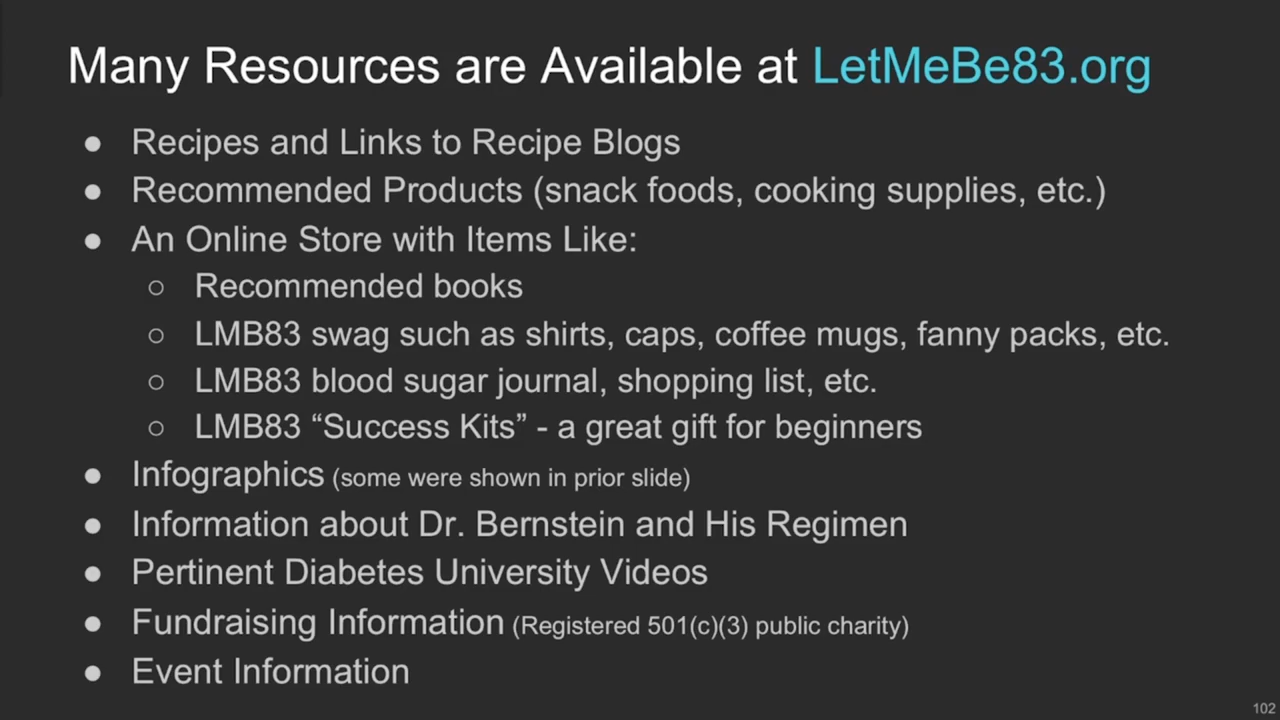 Many Resources are Available at LetMeBe83.org
● Recipes and Links to Recipe Blogs
● Recommended Products (snack foods, cooking supplies, etc.)
● An Online Store with Items Like:
○ Recommended books
○ LMB83 swag such as shirts, caps, coffee mugs, fanny packs, etc.
○ LMB83 blood sugar journal, shopping list, etc.
○ LMB83 “Success Kits” - a great gift for beginners
● Infographics (some were shown in prior slide)
● Information about Dr. Bernstein and His Regimen
● Pertinent Diabetes University Videos
● Fundraising Information (Registered 501(c)(3) public charity)
● Event Information
102